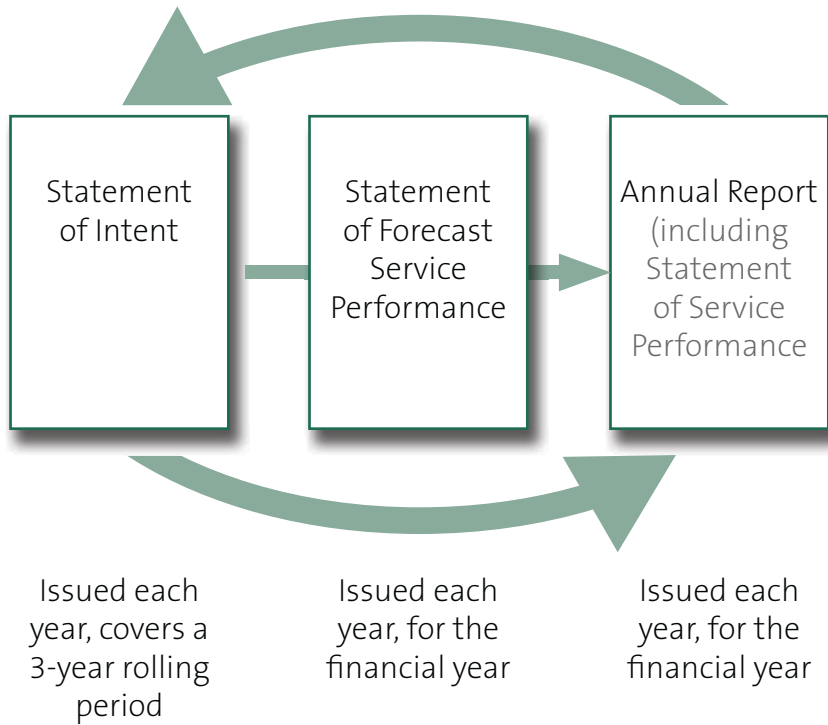 Statement
of Intent
Statement
of Forecast
Service
Performance
Annual Report
(including
Statement
of Service
Performance
Issued each
year, covers a
3-year rolling
period
Issued each
year, for the
financial year
Issued each
year, for the
financial year